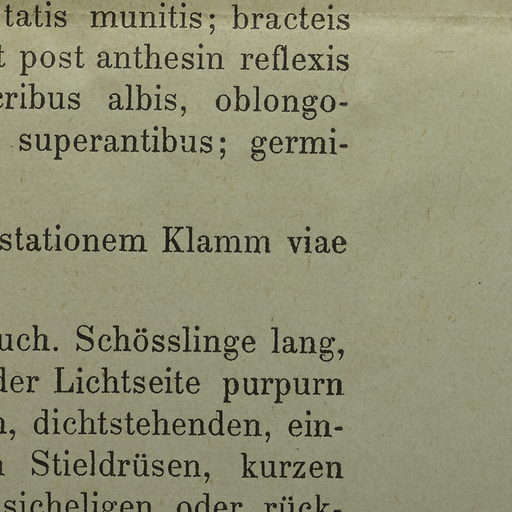 tatis munitis; bracteis
t post anthesin reflexis
cribus albis, oblongo-
superantibus; germi-
stationem Klamm viae
uch. Schösslinge lang,
der Lichtseite purpurn
n, dichtstehenden, ein-
n Stieldrüsen, kurzen
sicheligen oder rück-